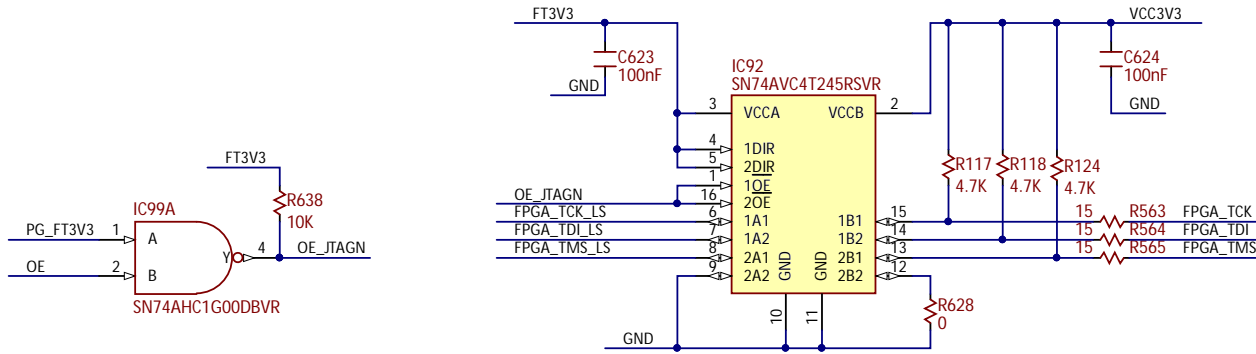 FT3V3
R638
10K
IC99A
PG_FT3V3
1
A
OE
2
B
Y
4
OE_JTAGN
SN74AHC1G00DBVR
FT3V3
C623
100nF
GND
VCC3V3
C624
100nF
GND
IC92
SN74AVC4T245RSVR
3
VCCA
VCCB
2
4
1DIR
5
2DIR
1
1OE
OE_JTAGN
16
2OE
FPGA_TCK_LS
6
1A1
1B1
15
FPGA_TDI_LS
7
1A2
1B2
14
FPGA_TMS_LS
8
2A1
2B1
13
9
2A2
2B2
12
GND
GND
10
11
R117
4.7K
R118
4.7K
R124
4.7K
15
R563
FPGA_TCK
15
R564
FPGA_TDI
15
R565
FPGA_TMS
R628
0
GND